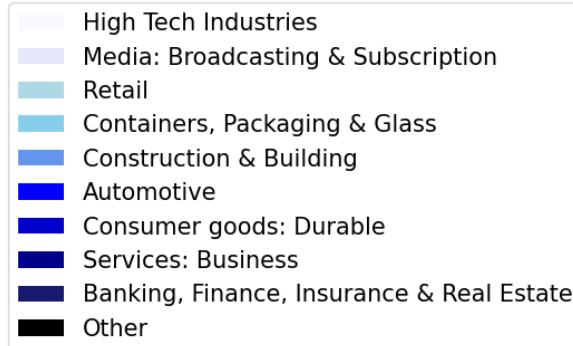 High Tech Industries
Media: Broadcasting & Subscription
Retail
Containers, Packaging & Glass
Construction & Building
Automotive
Consumer goods: Durable
Services: Business
Banking, Finance, Insurance & Real Estate
Other